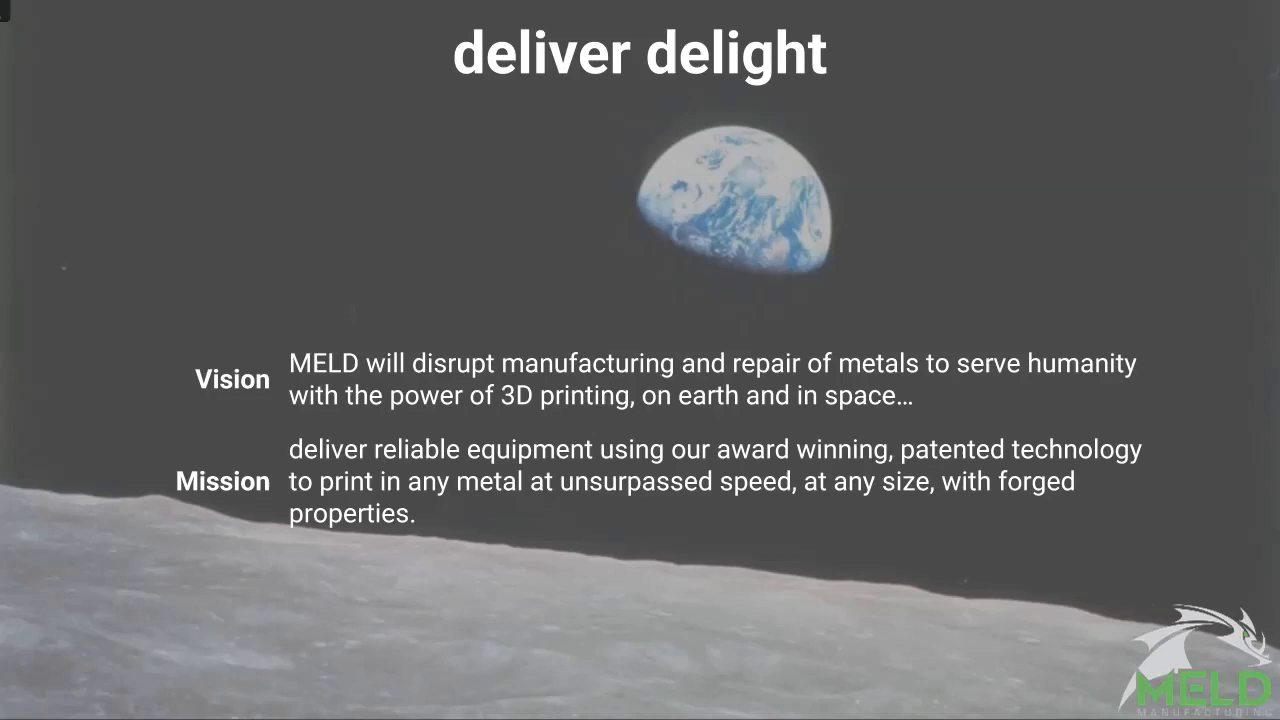 deliver delight
Vision
MELD will disrupt manufacturing and repair of metals to serve humanity
with the power of 3D printing, on earth and in space…
Mission
deliver reliable equipment using our award winning, patented technology
to print in any metal at unsurpassed speed, at any size, with forged
properties.
MELD
MANUFACTURING